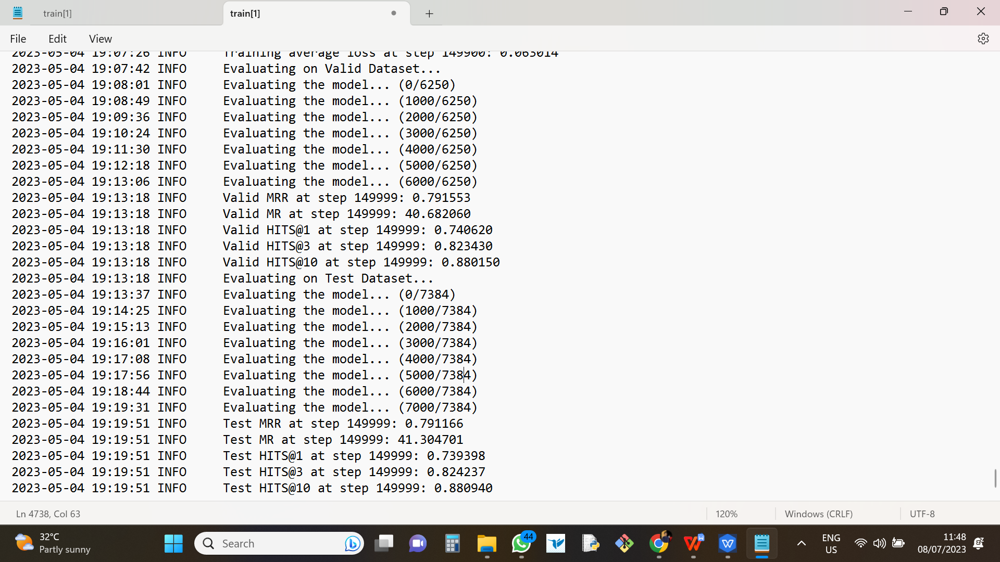 train[1]
train[1]
File Edit View
2023-05-04 19:07:26 INFO Training average loss at step 149900: 0.063014
2023-05-04 19:07:42 INFO Evaluating on Valid Dataset...
2023-05-04 19:08:01 INFO Evaluating the model... (0/6250)
2023-05-04 19:08:49 INFO Evaluating the model... (1000/6250)
2023-05-04 19:09:36 INFO Evaluating the model... (2000/6250)
2023-05-04 19:10:24 INFO Evaluating the model... (3000/6250)
2023-05-04 19:11:30 INFO Evaluating the model... (4000/6250)
2023-05-04 19:12:18 INFO Evaluating the model... (5000/6250)
2023-05-04 19:13:06 INFO Evaluating the model... (6000/6250)
2023-05-04 19:13:18 INFO Valid MRR at step 149999: 0.791553
2023-05-04 19:13:18 INFO Valid MR at step 149999: 40.682060
2023-05-04 19:13:18 INFO Valid HITS@1 at step 149999: 0.740620
2023-05-04 19:13:18 INFO Valid HITS@3 at step 149999: 0.823430
2023-05-04 19:13:18 INFO Valid HITS@10 at step 149999: 0.880150
2023-05-04 19:13:18 INFO Evaluating on Test Dataset...
2023-05-04 19:13:37 INFO Evaluating the model... (0/7384)
2023-05-04 19:14:25 INFO Evaluating the model... (1000/7384)
2023-05-04 19:15:13 INFO Evaluating the model... (2000/7384)
2023-05-04 19:16:01 INFO Evaluating the model... (3000/7384)
2023-05-04 19:17:08 INFO Evaluating the model... (4000/7384)
2023-05-04 19:17:56 INFO Evaluating the model... (5000/7384)
2023-05-04 19:18:44 INFO Evaluating the model... (6000/7384)
2023-05-04 19:19:31 INFO Evaluating the model... (7000/7384)
2023-05-04 19:19:51 INFO Test MRR at step 149999: 0.791166
2023-05-04 19:19:51 INFO Test MR at step 149999: 41.304701
2023-05-04 19:19:51 INFO Test HITS@1 at step 149999: 0.739398
2023-05-04 19:19:51 INFO Test HITS@3 at step 149999: 0.824237
2023-05-04 19:19:51 INFO Test HITS@10 at step 149999: 0.880940
Ln 4738, Col 63
120%
Windows (CRLF)
UTF-8
32°C
Partly sunny
Search
44
ENG
US
11:48
08/07/2023